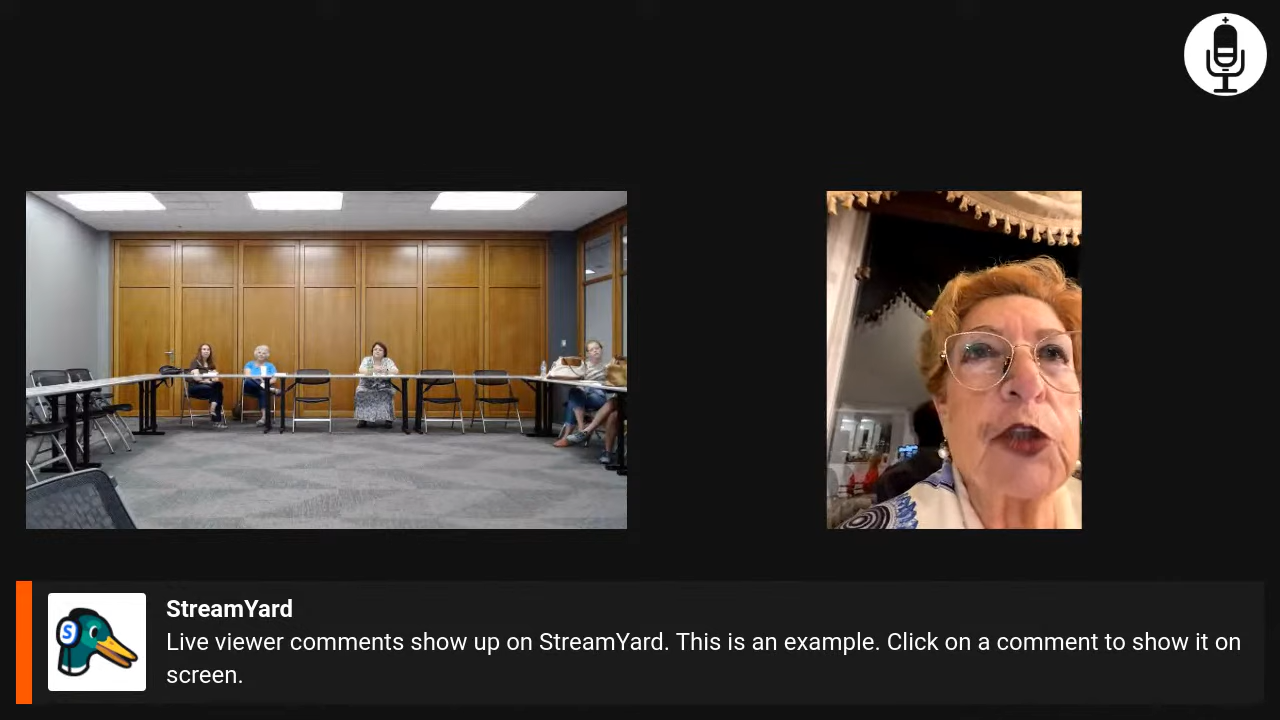 StreamYard
Live viewer comments show up on StreamYard. This is an example. Click on a comment to show it on
screen.
S